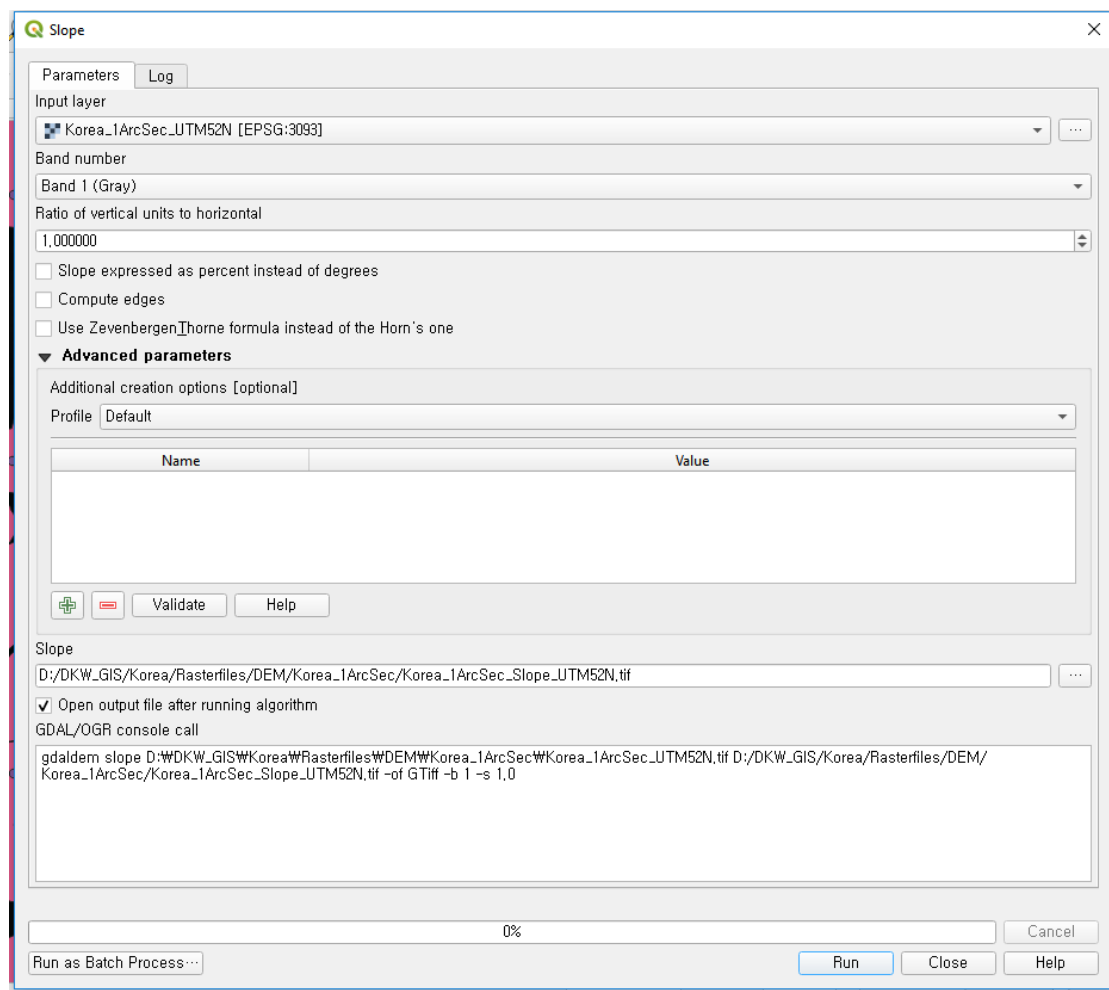 Slope
Parameters
Log
Input layer
Korea_1ArcSec_UTM52N [EPSG:3093]
...
Band number
Band 1 (Gray)
Ratio of vertical units to horizontal
1.000000
Slope expressed as percent instead of degrees
Compute edges
Use ZevenbergenThorne formula instead of the Horn's one
Advanced parameters
Additional creation options [optional]
Profile Default
Name Value
Validate Help
Slope
D:/DKW_GIS/Korea/Rasterfiles/DEM/Korea_1ArcSec/Korea_1ArcSec_Slope_UTM52N.tif
...
Open output file after running algorithm
GDAL/OGR console call
gdaldem slope D:₩DKW_GIS₩Korea₩Rasterfiles₩DEM₩Korea_1ArcSec₩Korea_1ArcSec_UTM52N.tif D:/DKW_GIS/Korea/Rasterfiles/DEM/
Korea_1ArcSec/Korea_1ArcSec_Slope_UTM52N.tif -of GTiff -b 1 -s 1.0
0%
Cancel
Run as Batch Process…
Run
Close
Help